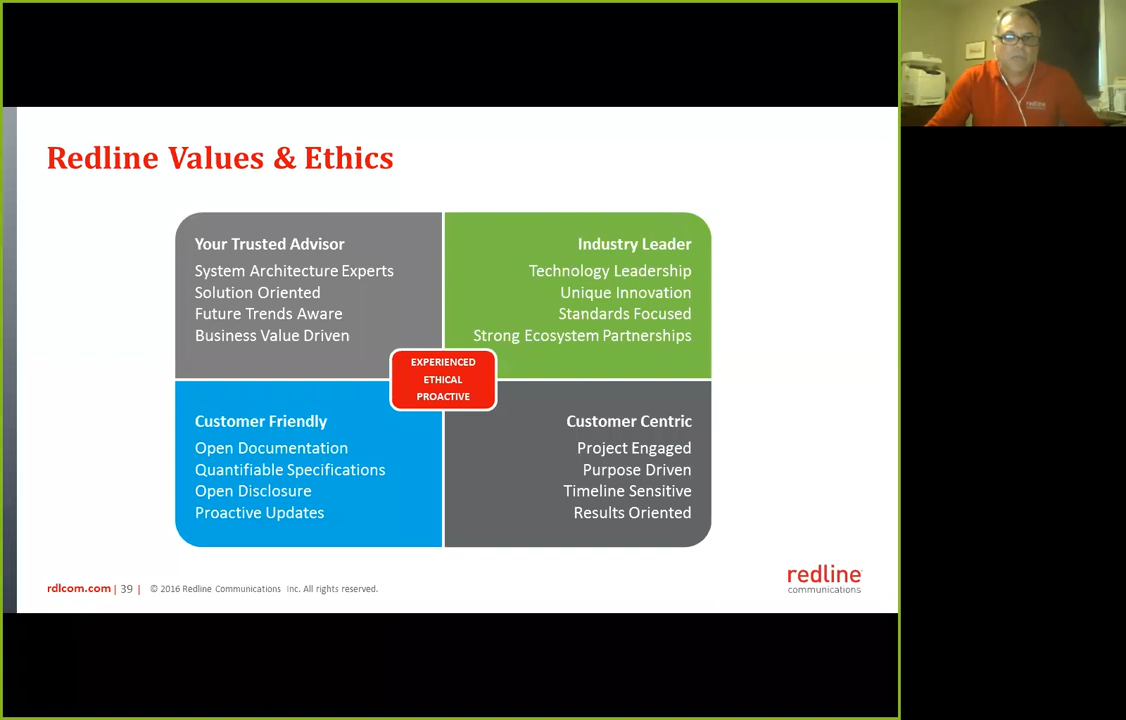 Redline Values & Ethics
Your Trusted Advisor
System Architecture Experts
Solution Oriented
Future Trends Aware
Business Value Driven
Industry Leader
Technology Leadership
Unique Innovation
Standards Focused
Strong Ecosystem Partnerships
EXPERIENCED
ETHICAL
PROACTIVE
Customer Friendly
Open Documentation
Quantifiable Specifications
Open Disclosure
Proactive Updates
Customer Centric
Project Engaged
Purpose Driven
Timeline Sensitive
Results Oriented
rdlcom.com | 39 | © 2016 Redline Communications Inc. All rights reserved.
redline
communications
redline